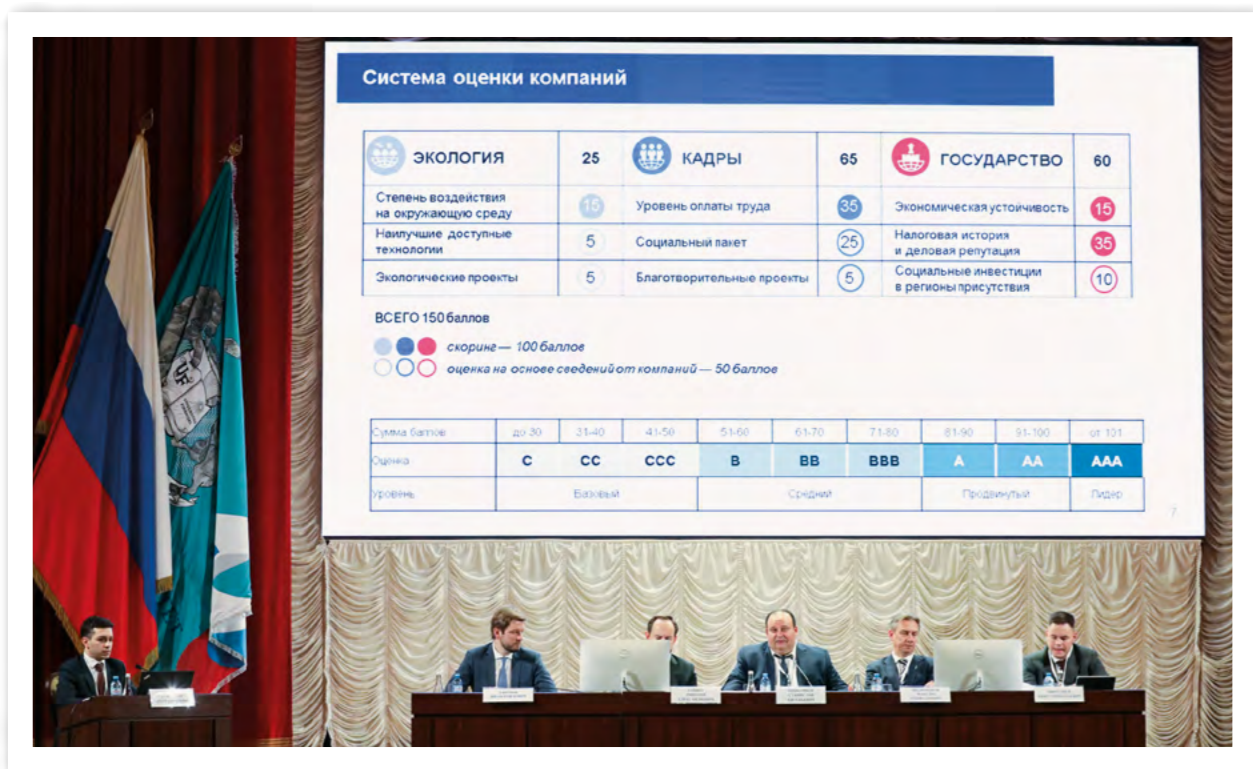 Система оценки компаний
ЭКОЛОГИЯ 25 КАДРЫ 65 ГОСУДАРСТВО 60
Степень воздействия
на окружающую среду
15 Уровень оплаты труда 35 Экономическая устойчивость 15
Наилучшие доступные
технологии
5 Социальный пакет 25
Налоговая история
и деловая репутация
35
Экологические проекты 5 Благотворительные проекты 5
Социальные инвестиции
в регионы присутствия
10
ВСЕГО 150 баллов
скоринг — 100 баллов
оценка на основе сведений от компаний — 50 баллов
Сумма баллов до 30 31-40 41-50 51-60 61-70 71-80 81-90 91-100 от 101
Оценка C CC CCC B BB BBB A AA AAA
Уровень Базовый Средний Продвинутый Лидер
7